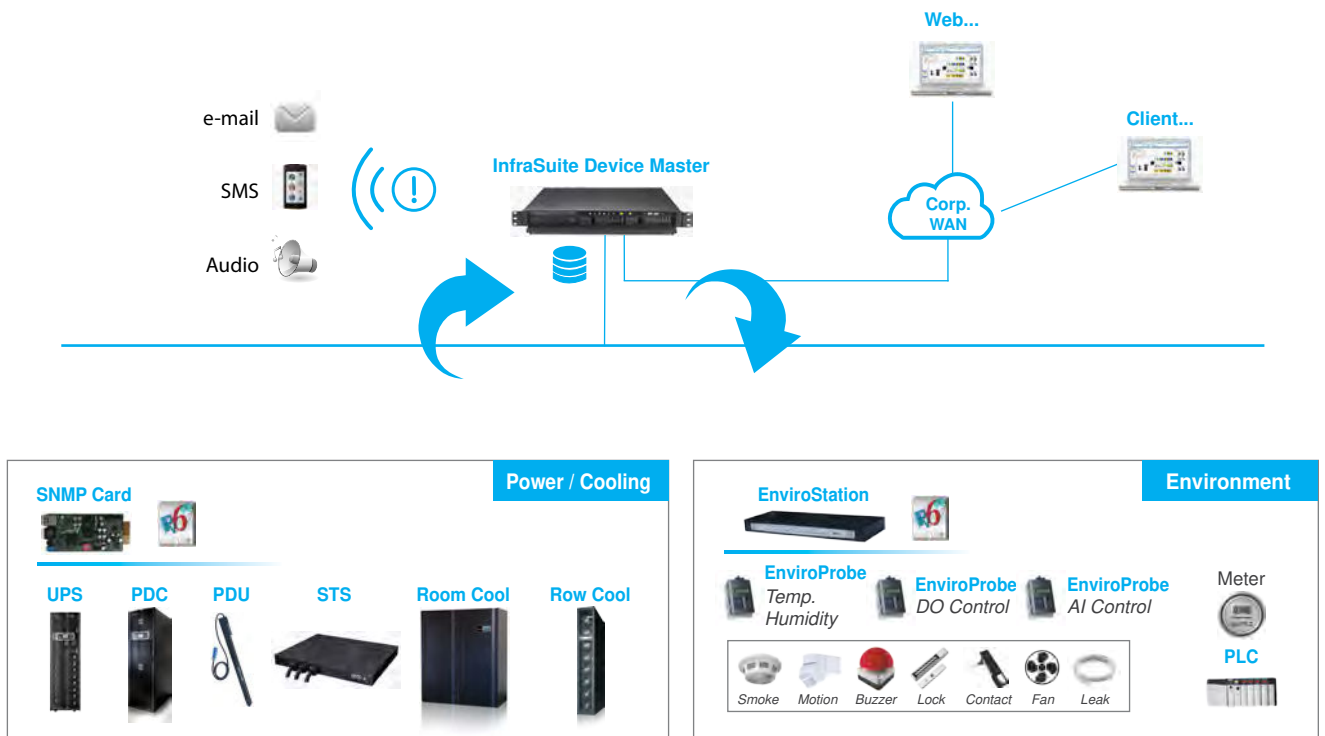 Web...
e-mail
Client...
InfraSuite Device Master
SMS
Corp.
WAN
Audio
Power / Cooling
SNMP Card
UPS
PDC
PDU
STS
Room Cool
Row Cool
Environment
EnviroStation
EnviroProbe
Temp.
Humidity
EnviroProbe
DO Control
EnviroProbe
AI Control
Meter
PLC
Smoke
Motion
Buzzer
Lock
Contact
Fan
Leak